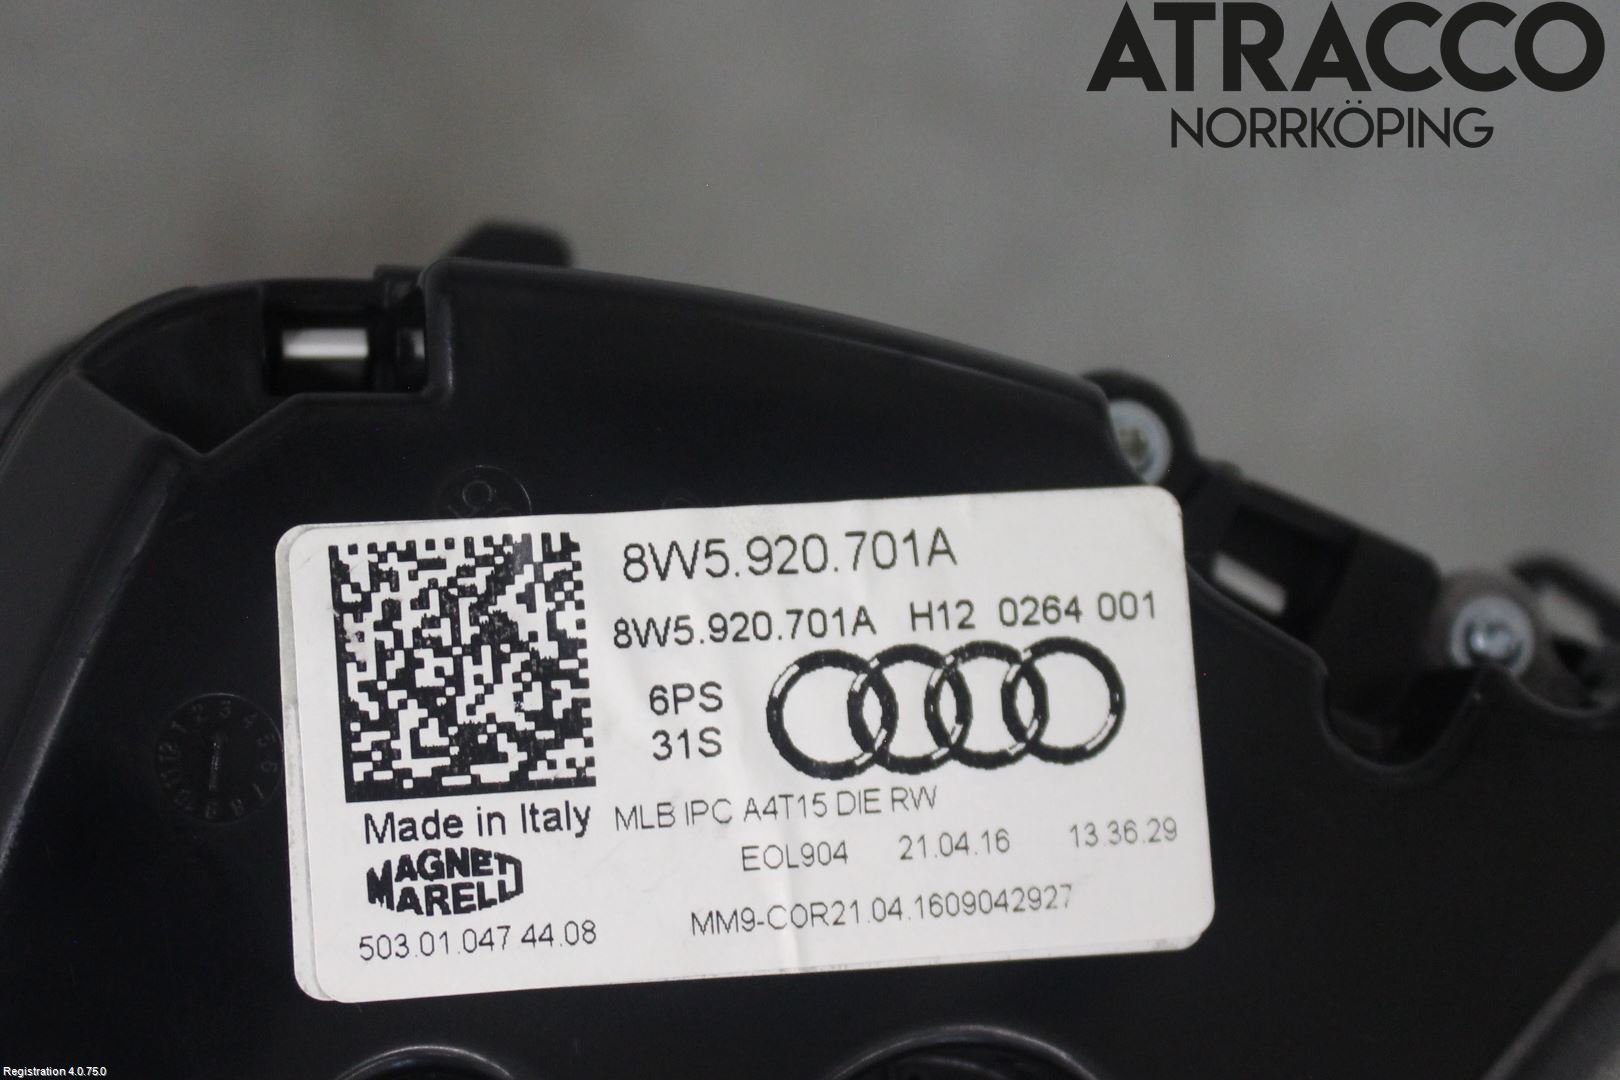 ATRACCO
NORRKÖPING
8W5.920.701A
8W5.920.701A H12 0264 001
6PS
31S
Made in Italy
MLB IPC A4T15 DIE RW
EOL904 21.04.16 13.36.29
MAGNETI
MARELLI
MM9-COR21.04.1609042927
503.01.047 44.08
Registration 4.0.75.0